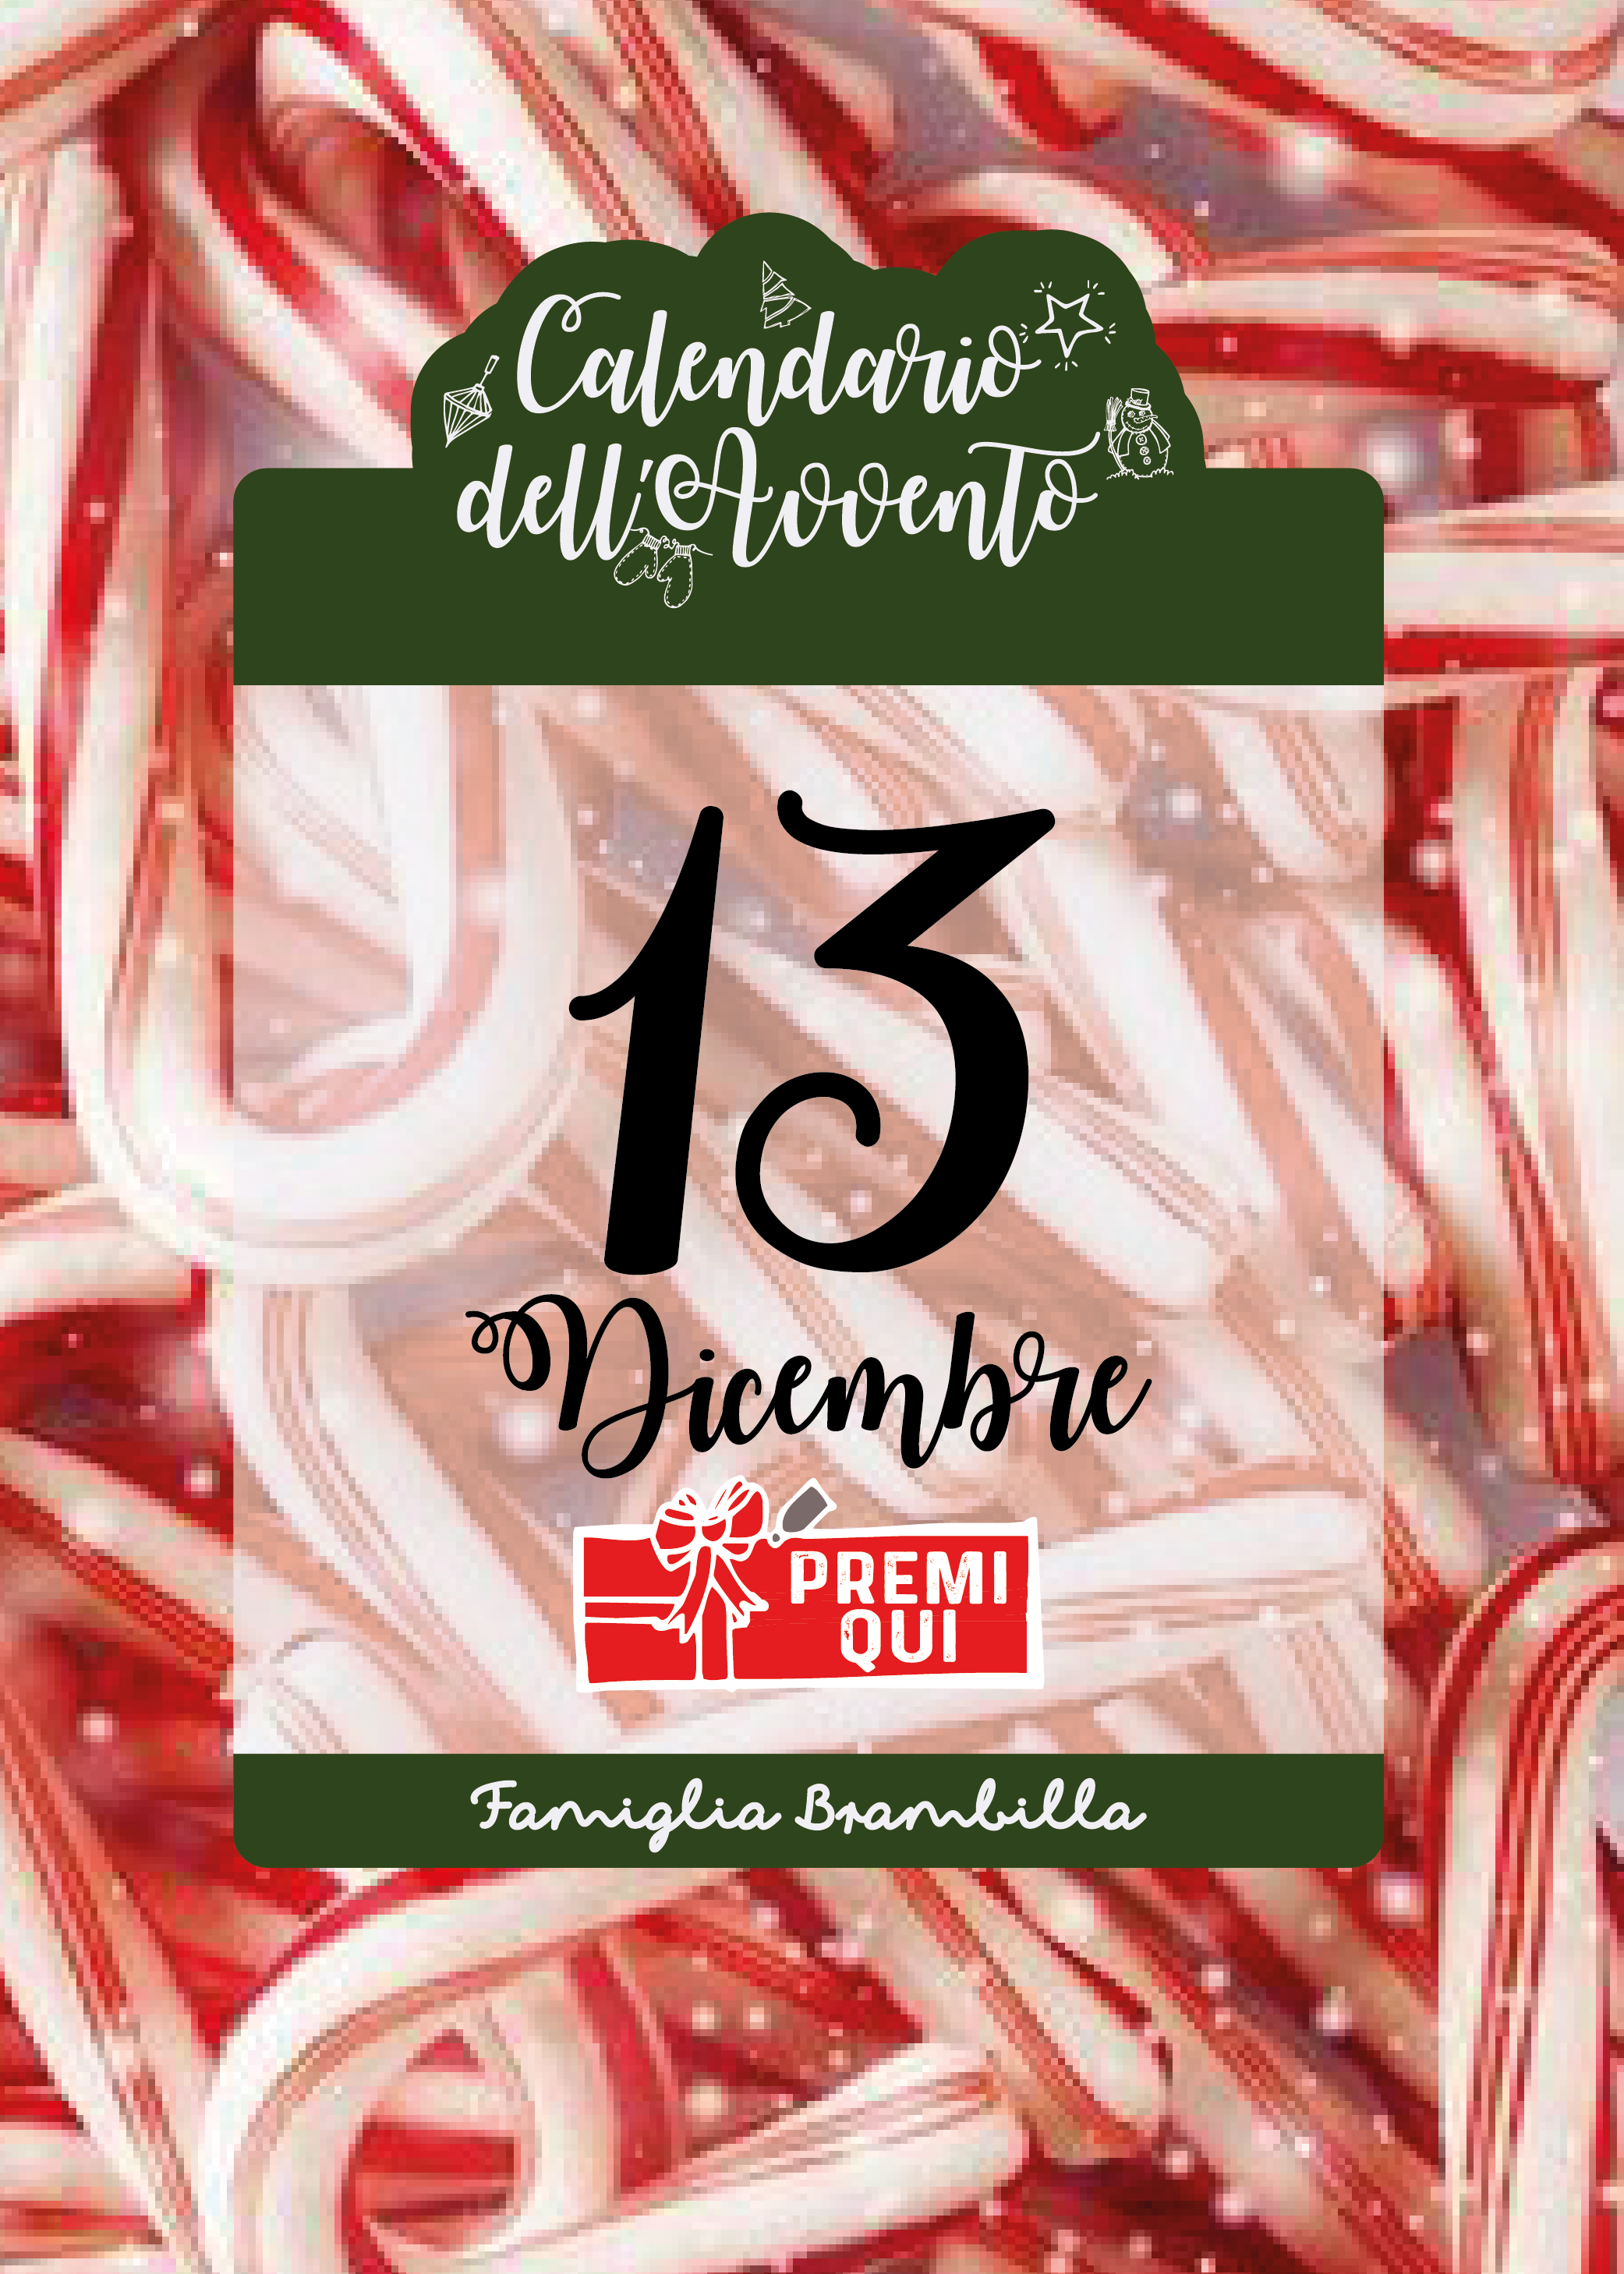 Calendario
dell'Avvento
13
Dicembre
PREMI
QUI
Famiglia Brambilla